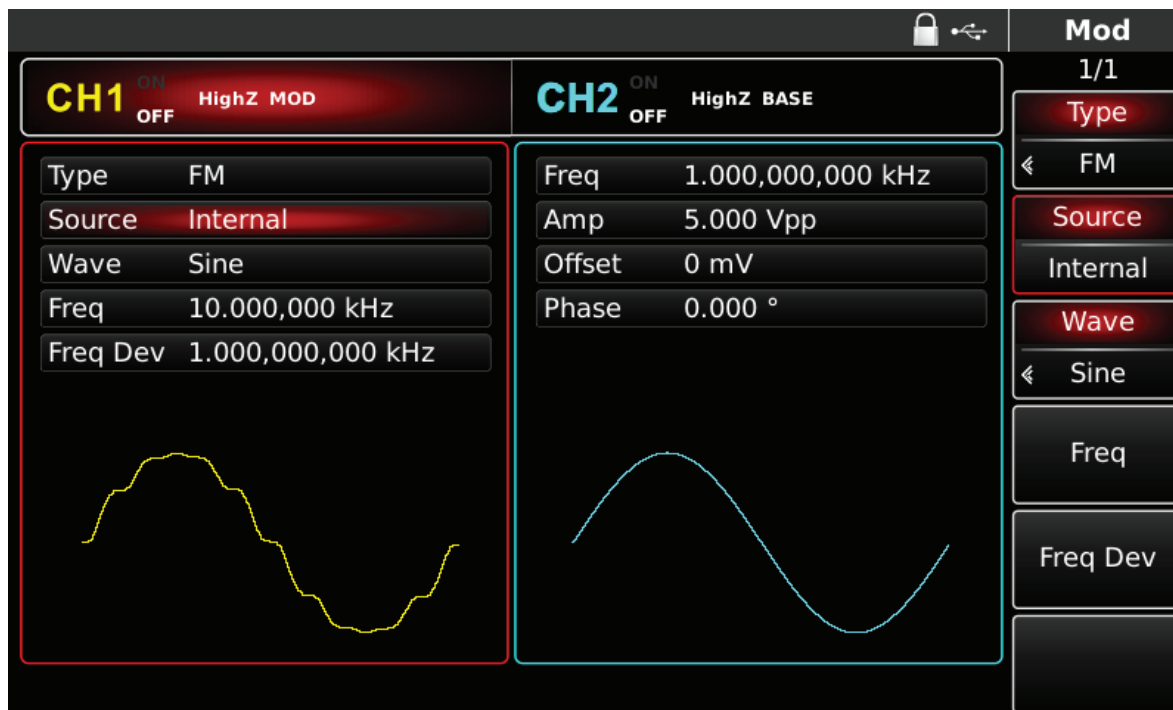 Mod
1/1
CH1 ON OFF HighZ MOD
CH2 ON OFF HighZ BASE
Type FM
Source Internal
Wave Sine
Freq 10.000,000 kHz
Freq Dev 1.000,000,000 kHz
Freq 1.000,000,000 kHz
Amp 5.000 Vpp
Offset 0 mV
Phase 0.000 °
Type
FM
Source
Internal
Wave
Sine
Freq
Freq Dev